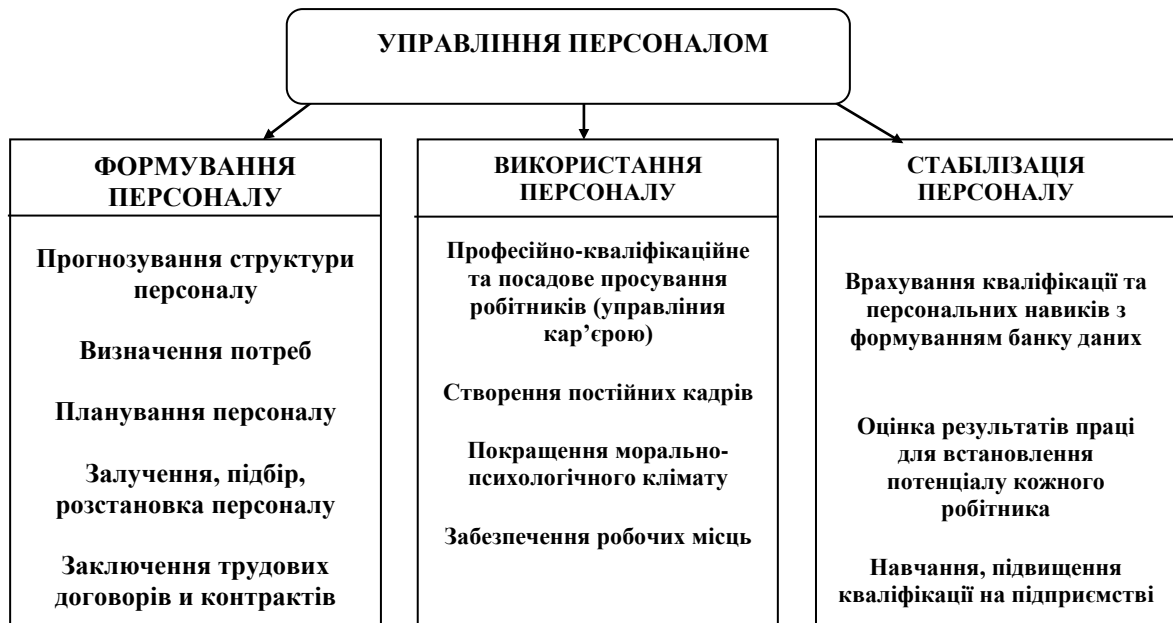 УПРАВЛІННЯ ПЕРСОНАЛОМ
ФОРМУВАННЯ
ПЕРСОНАЛУ
Прогнозування структури
персоналу
Визначення потреб
Планування персоналу
Залучення, підбір,
розстановка персоналу
Заключення трудових
договорів и контрактів
ВИКОРИСТАННЯ
ПЕРСОНАЛУ
Професійно-кваліфікаційне
та посадове просування
робітників (управлиния
кар’єрою)
Створення постійних кадрів
Покращення морально-
психологічного клімату
Забезпечення робочих місць
СТАБІЛІЗАЦІЯ
ПЕРСОНАЛУ
Врахування кваліфікації та
персональних навиків з
формуванням банку даних
Оцінка результатів праці
для встановлення
потенціалу кожного
робітника
Навчання, підвищення
кваліфікації на підприємстві